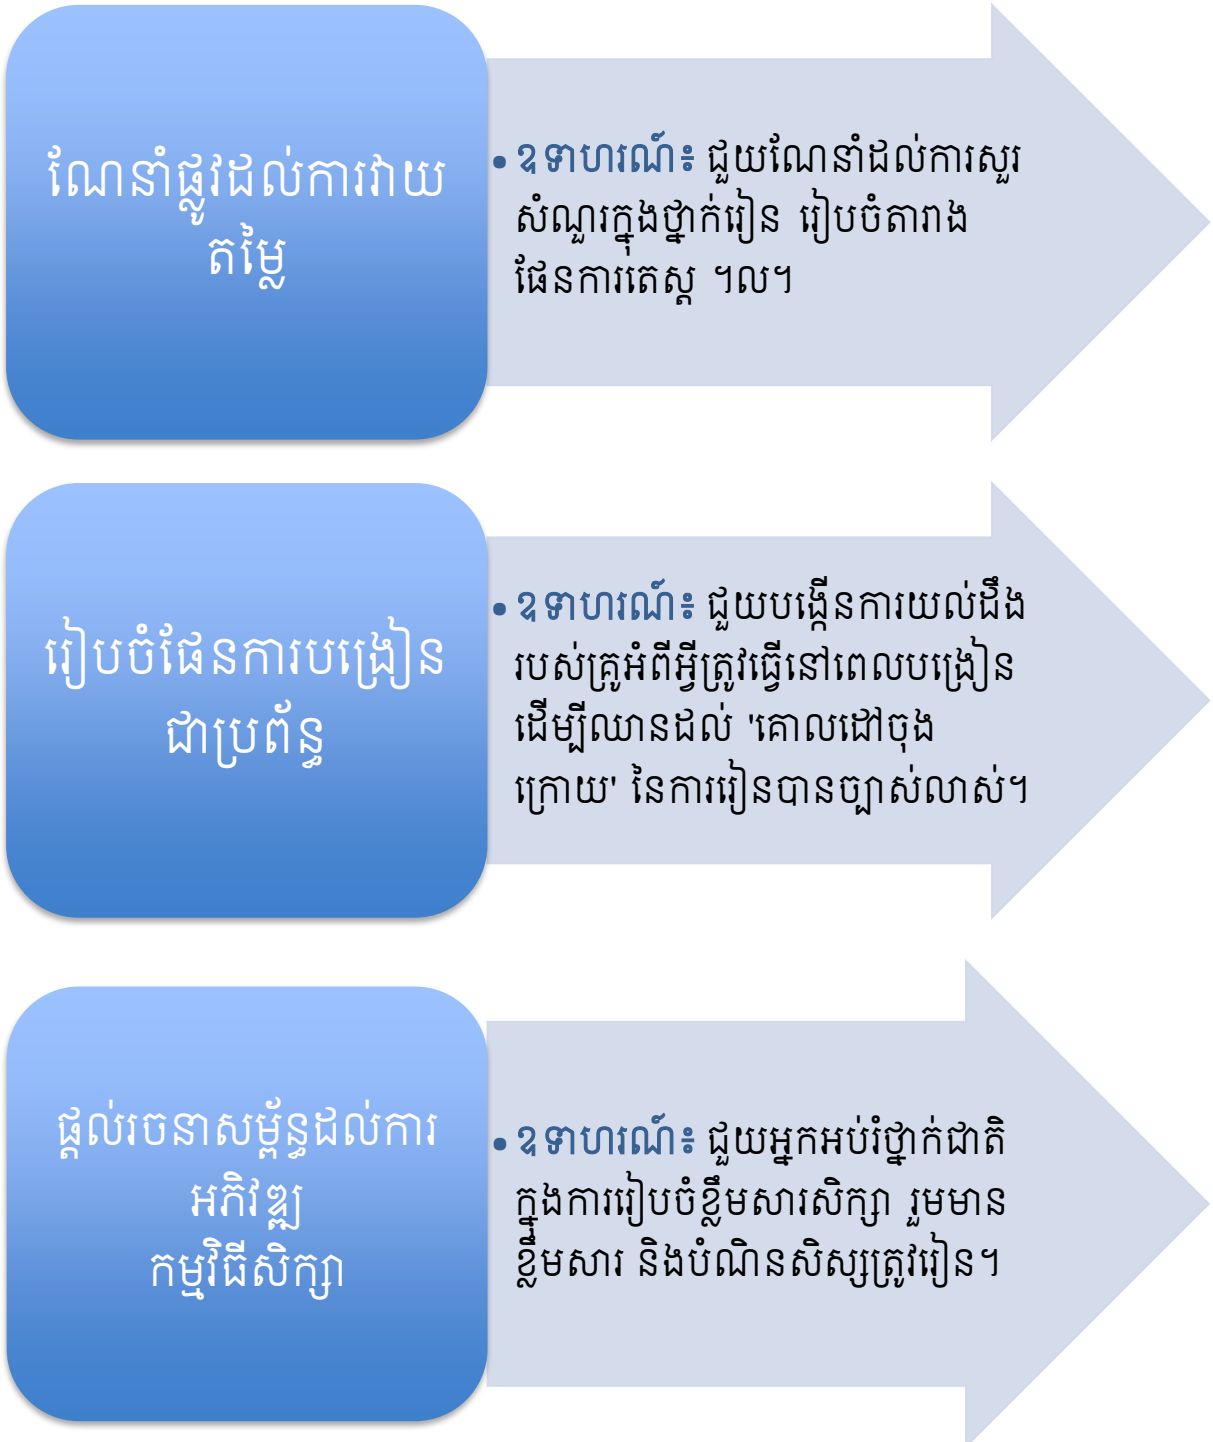 ណែនាំផ្លូវដល់ការវាយ
តម្លៃ
• ឧទាហរណ៍៖ ជួយណែនាំដល់ការសួរ
សំណួរក្នុងថ្នាក់រៀន រៀបចំតារាង
ផែនការតេស្ត ។ល។
រៀបចំផែនការបង្រៀន
ជាប្រព័ន្ធ
• ឧទាហរណ៍៖ ជួយបង្កើនការយល់ដឹង
របស់គ្រូអំពីអ្វីត្រូវធ្វើនៅពេលបង្រៀន
ដើម្បីឈានដល់ 'គោលដៅចុង
ក្រោយ' នៃការរៀនបានច្បាស់លាស់។
ផ្តល់រចនាសម្ព័ន្ធដល់ការ
អភិវឌ្ឍ
កម្មវិធីសិក្សា
• ឧទាហរណ៍៖ ជួយអ្នកអប់រំថ្នាក់ជាតិ
ក្នុងការរៀបចំខ្លឹមសារសិក្សា រួមមាន
ខ្លឹមសារ និងបំណិនសិស្សត្រូវរៀន។